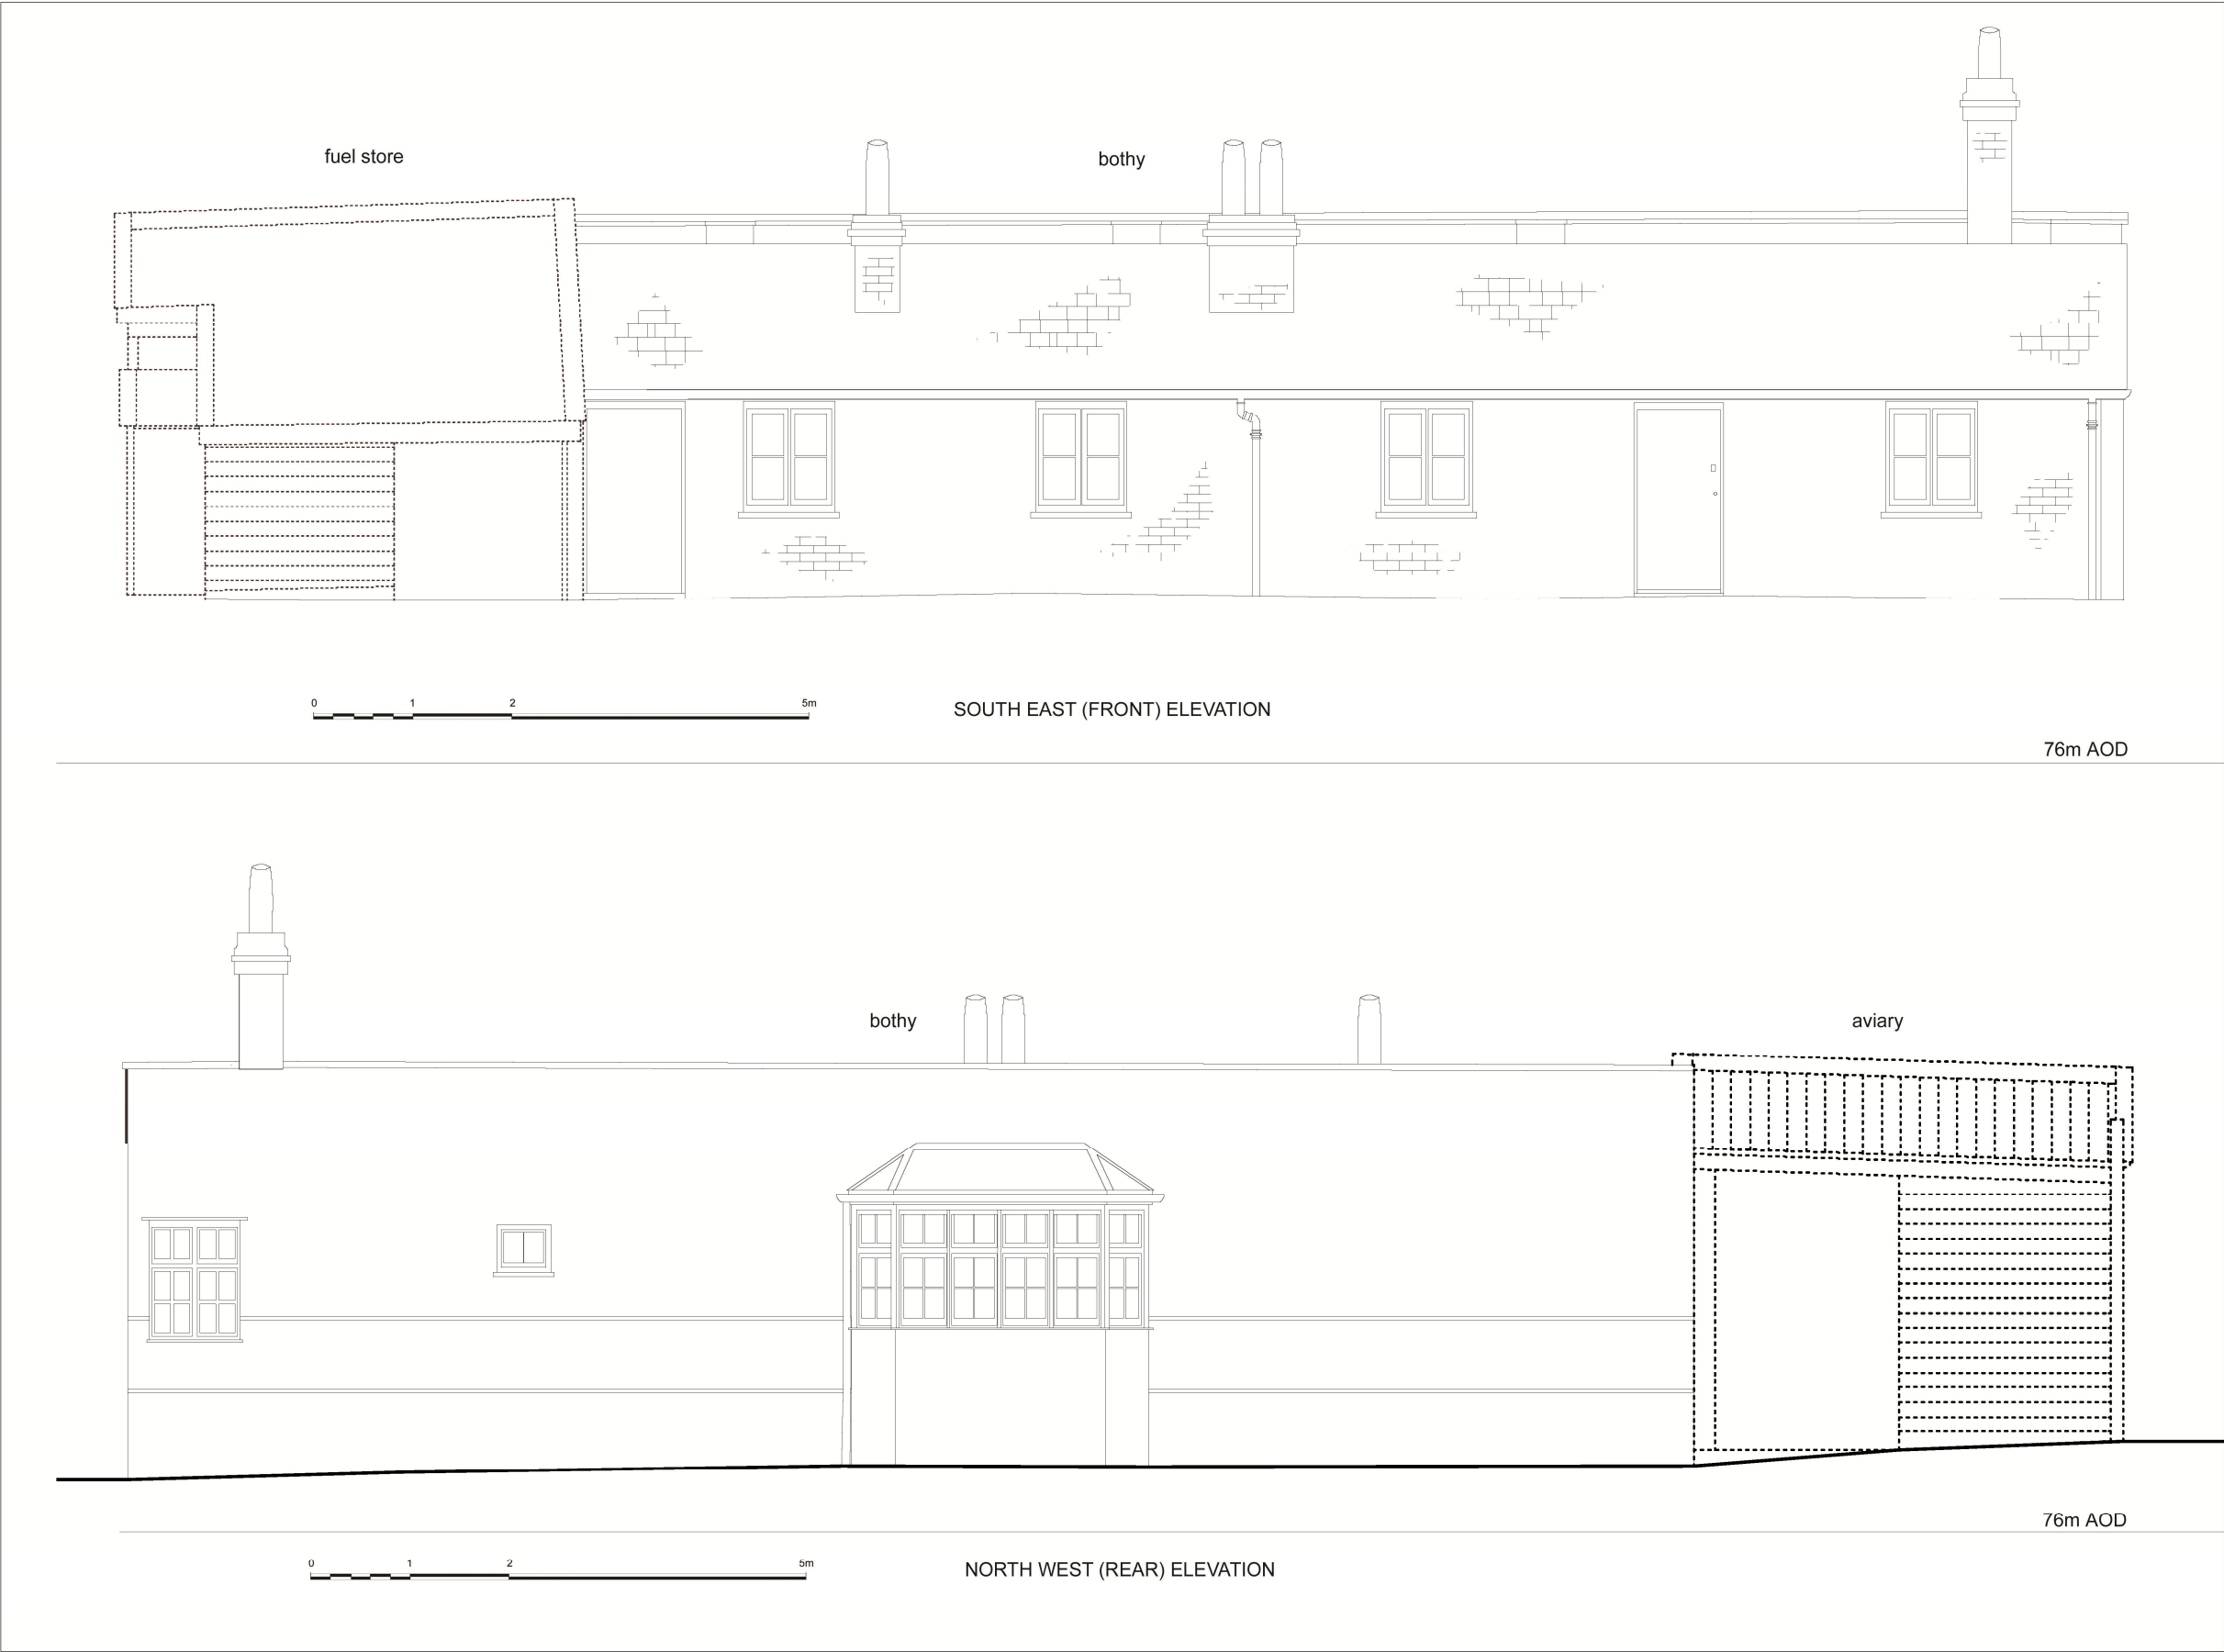 fuel store
bothy
0 1 2 5m
SOUTH EAST (FRONT) ELEVATION
76m AOD
bothy
aviary
76m AOD
0 1 2 5m
NORTH WEST (REAR) ELEVATION